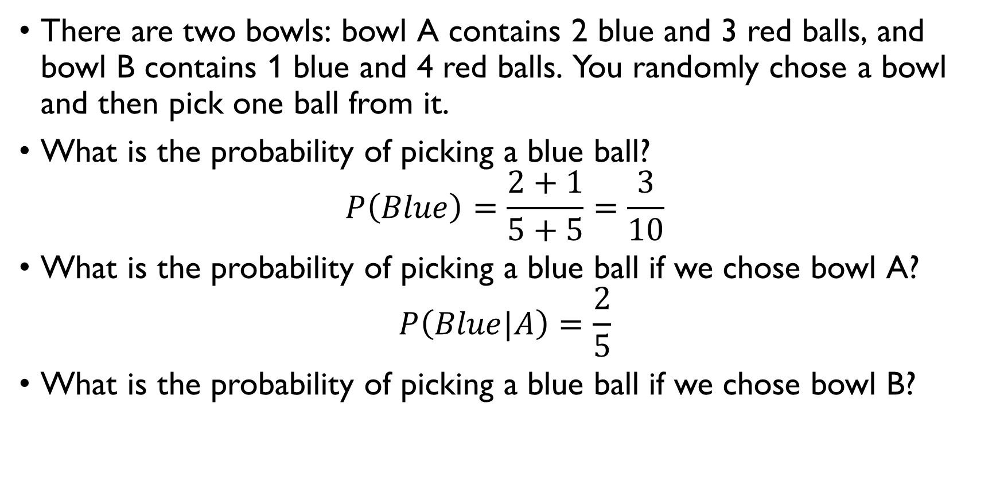 • There are two bowls: bowl A contains 2 blue and 3 red balls, and
bowl B contains 1 blue and 4 red balls. You randomly chose a bowl
and then pick one ball from it.
• What is the probability of picking a blue ball?
P(Blue) = (2 + 1)/(5 + 5) = 3/10
• What is the probability of picking a blue ball if we chose bowl A?
P(Blue|A) = 2/5
• What is the probability of picking a blue ball if we chose bowl B?